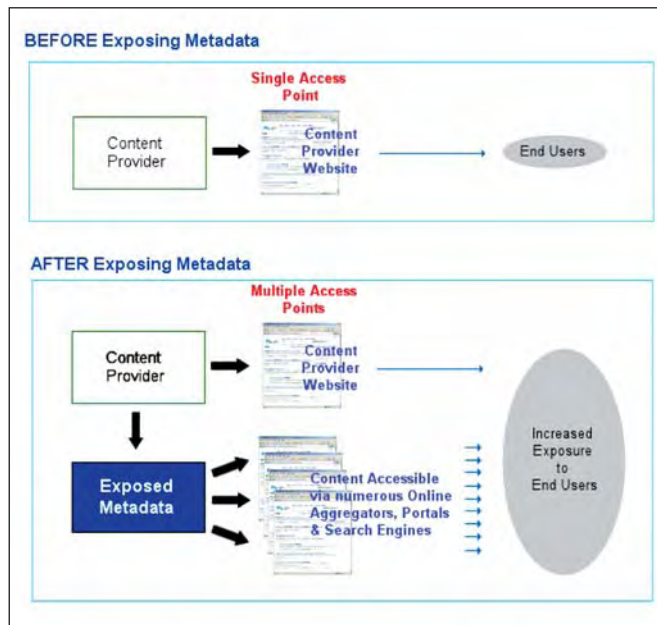 BEFORE Exposing Metadata
Single Access
Point
Content
Provider
Content
Provider
Website
End Users
AFTER Exposing Metadata
Multiple Access
Points
Content
Provider
Content
Provider
Website
Exposed
Metadata
Content Accessible
via numerous Online
Aggregators, Portals
& Search Engines
Increased
Exposure
to
End Users